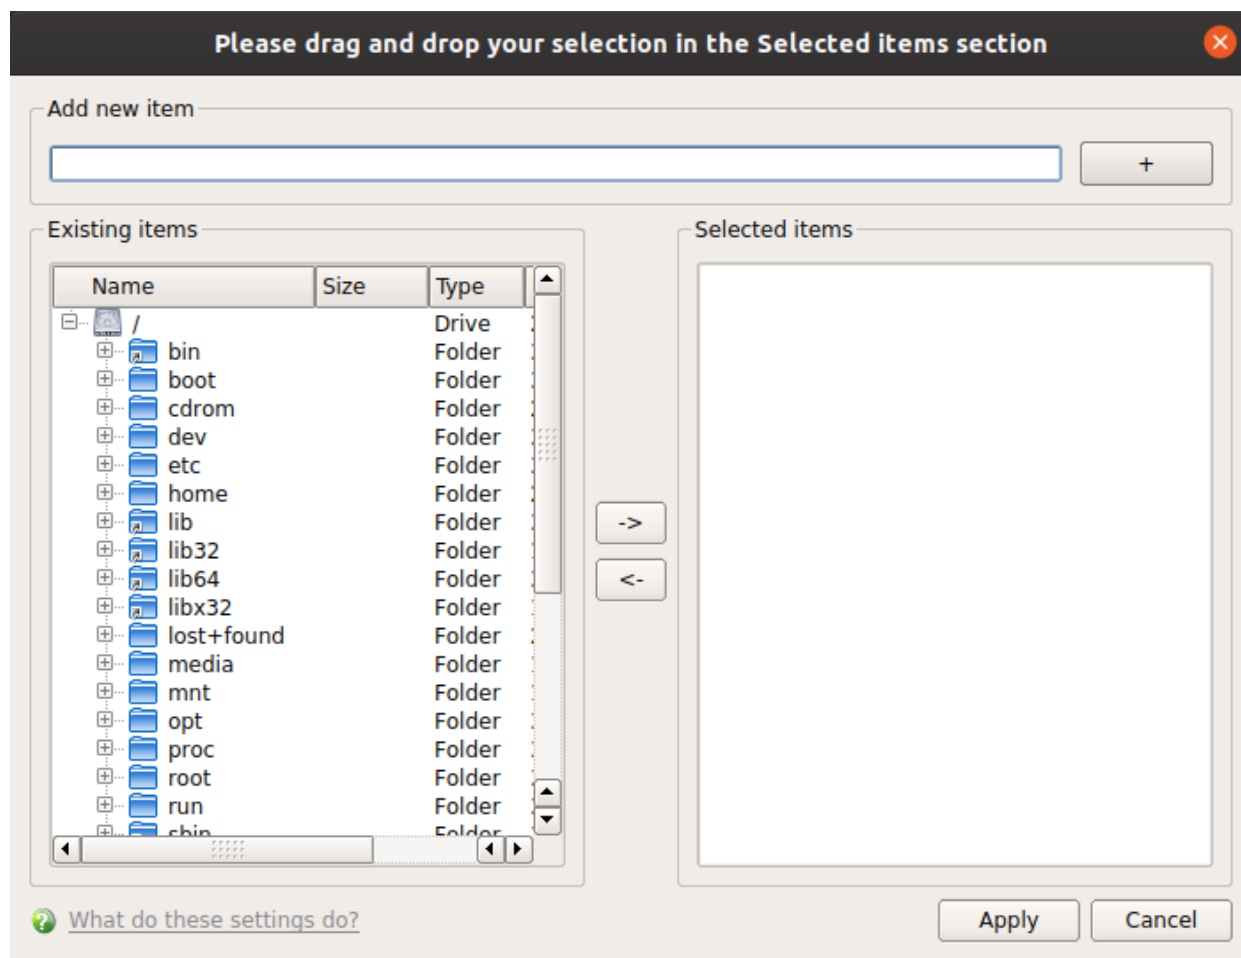 Please drag and drop your selection in the Selected items section
Add new item
+
Existing items
Selected items
Name Size Type
/ Drive
bin Folder
boot Folder
cdrom Folder
dev Folder
etc Folder
home Folder
lib Folder
lib32 Folder
lib64 Folder
libx32 Folder
lost+found Folder
media Folder
mnt Folder
opt Folder
proc Folder
root Folder
run Folder
sbin Folder
->
<-
What do these settings do?
Apply
Cancel